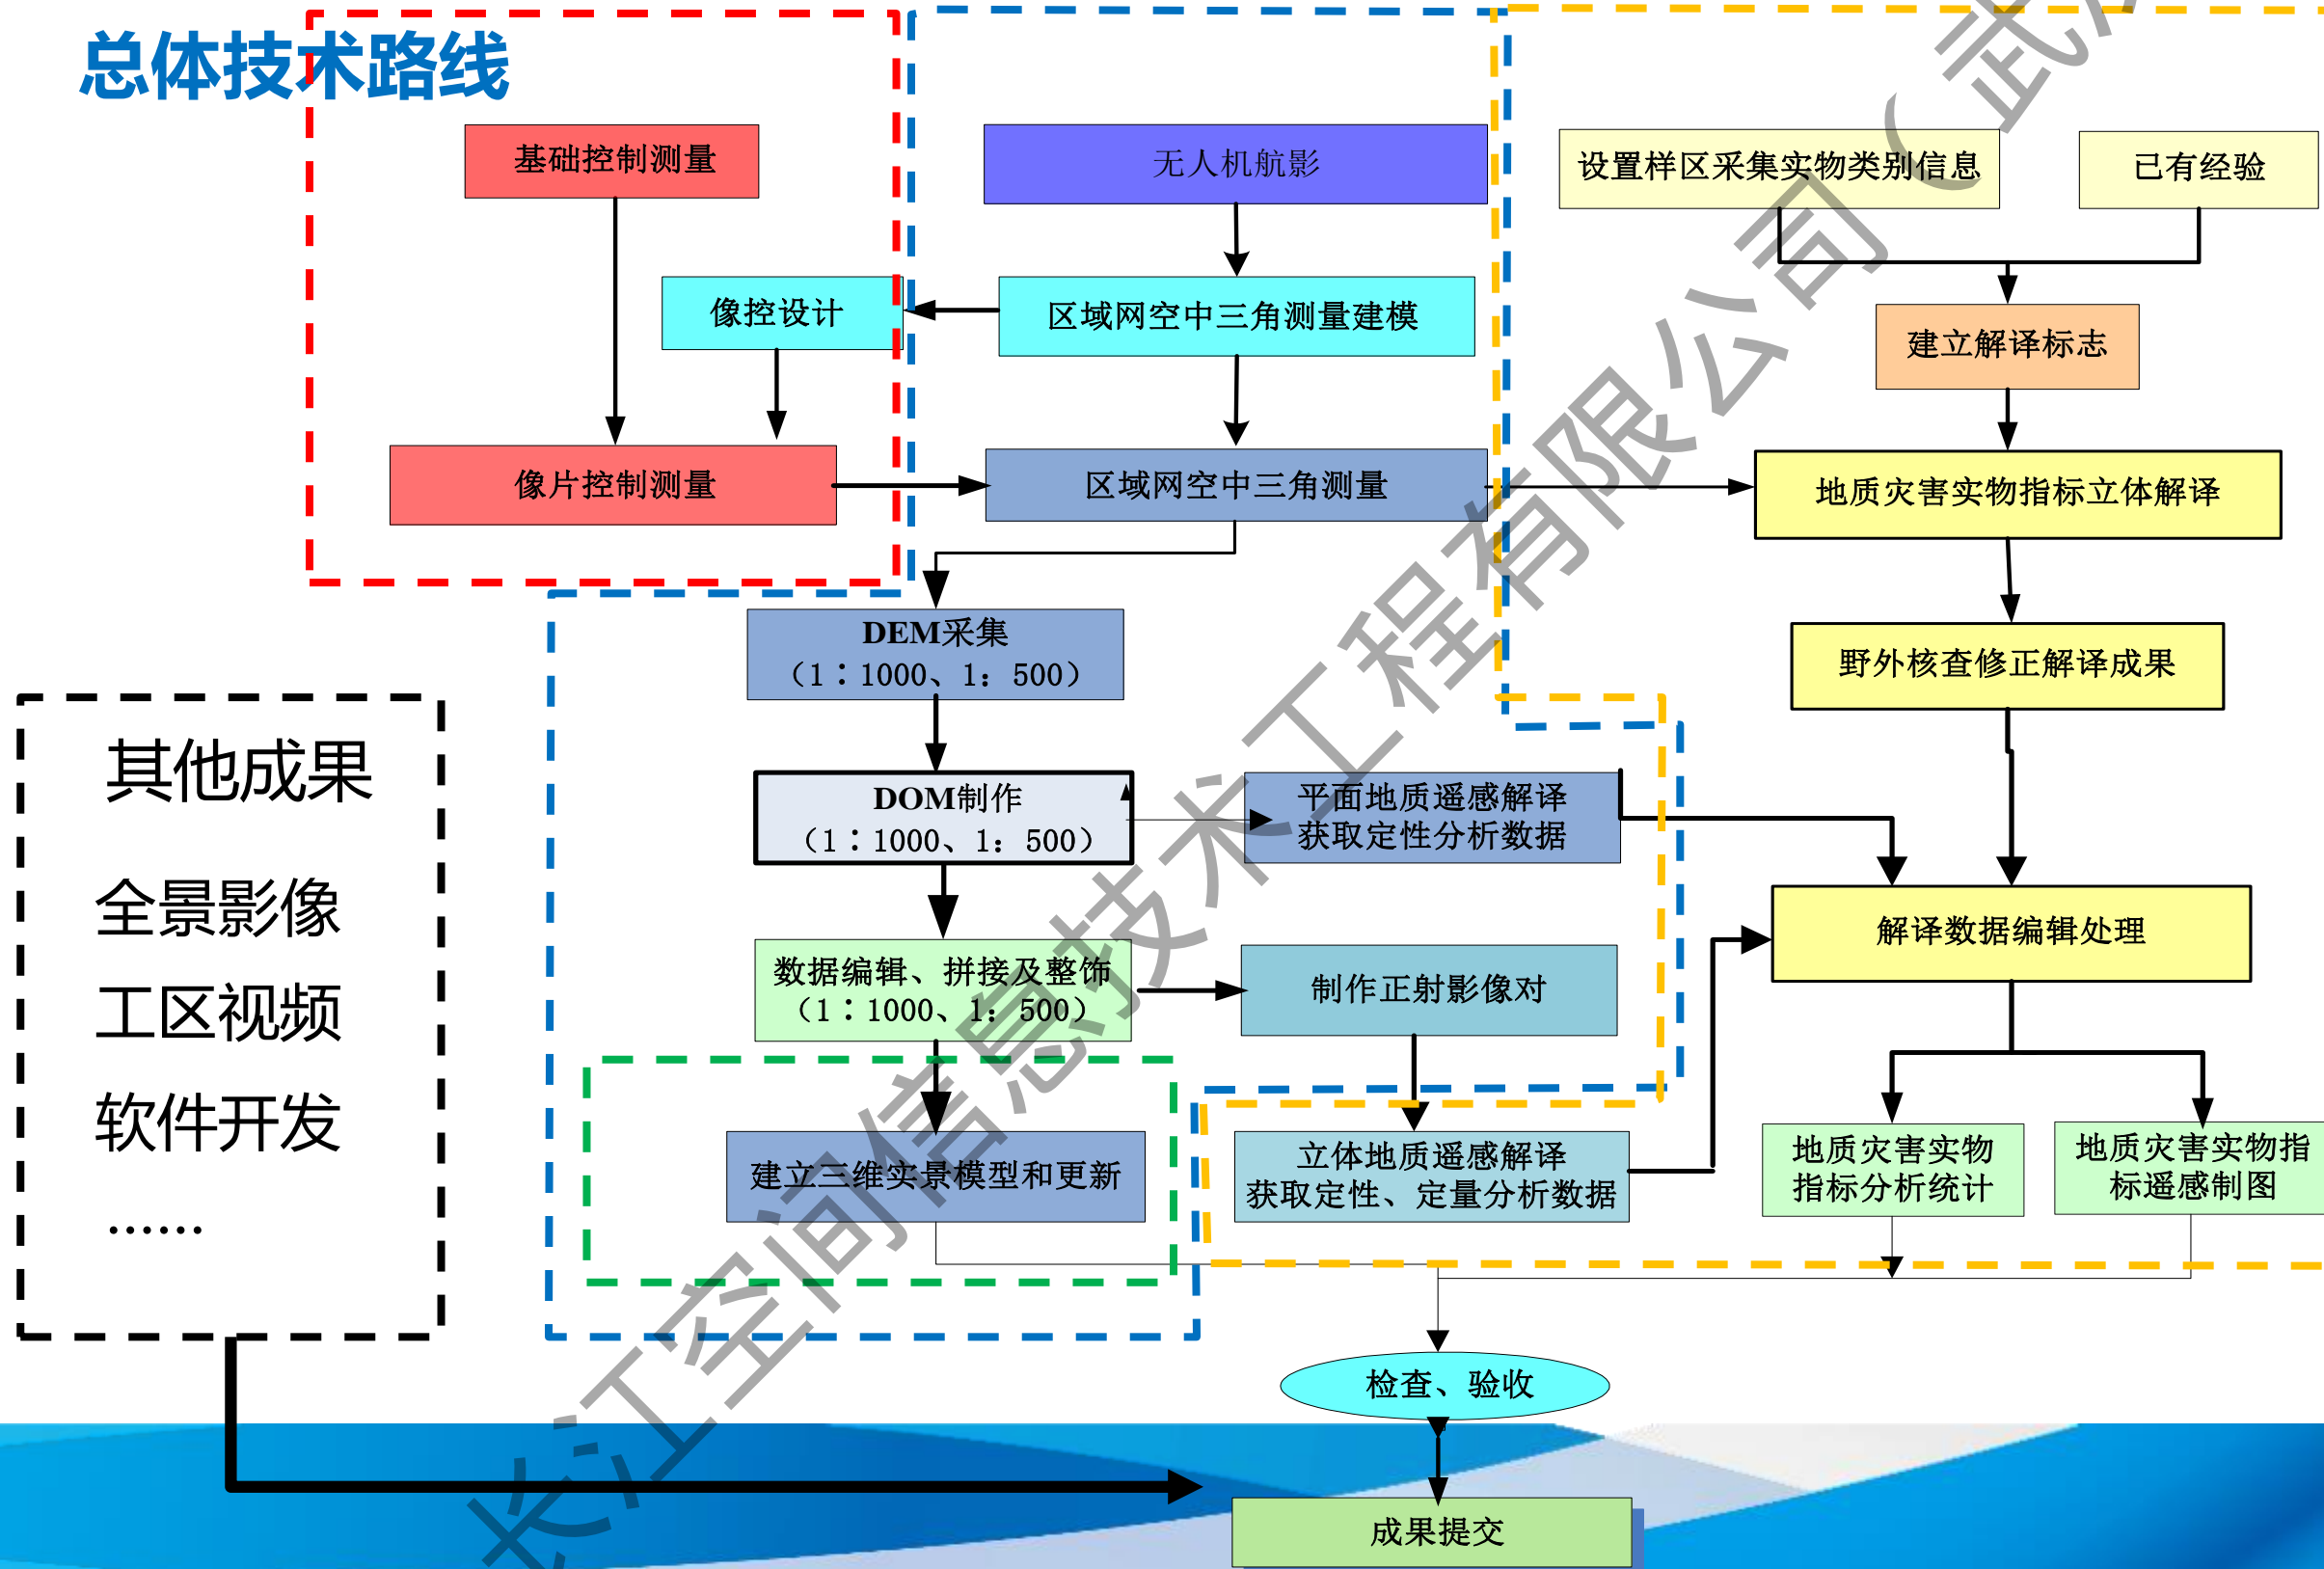 总体技术路线
基础控制测量
无人机航影
设置样区采集实物类别信息
已有经验
像控设计
区域网空中三角测量建模
建立解译标志
像片控制测量
区域网空中三角测量
地质灾害实物指标立体解译
DEM采集
（1：1000、1：500）
野外核查修正解译成果
其他成果
全景影像
工区视频
软件开发
……
DOM制作
（1：1000、1：500）
平面地质遥感解译
获取定性分析数据
解译数据编辑处理
数据编辑、拼接及整饰
（1：1000、1：500）
制作正射影像对
建立三维实景模型和更新
立体地质遥感解译
获取定性、定量分析数据
地质灾害实物
指标分析统计
地质灾害实物指
标遥感制图
检查、验收
成果提交
长江空间信息技术工程有限公司（武